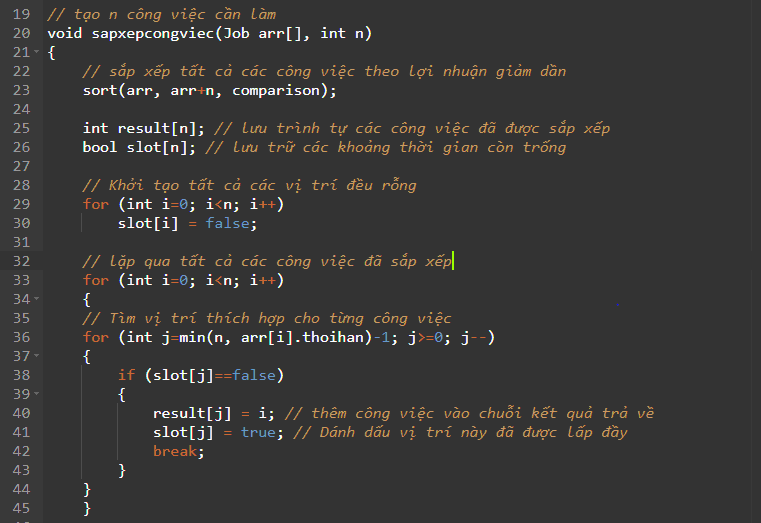 19 // tạo n công việc cần làm
20 void sapxepcongviec(Job arr[], int n)
21 {
22 // sắp xếp tất cả các công việc theo lợi nhuận giảm dần
23 sort(arr, arr+n, comparison);
24
25 int result[n]; // lưu trình tự các công việc đã được sắp xếp
26 bool slot[n]; // lưu trữ các khoảng thời gian còn trống
27
28 // Khởi tạo tất cả các vị trí đều rỗng
29 for (int i=0; i<n; i++)
30 slot[i] = false;
31
32 // lặp qua tất cả các công việc đã sắp xếp
33 for (int i=0; i<n; i++)
34 {
35 // Tìm vị trí thích hợp cho từng công việc
36 for (int j=min(n, arr[i].thoihan)-1; j>=0; j--)
37 {
38 if (slot[j]==false)
39 {
40 result[j] = i; // thêm công việc vào chuỗi kết quả trả về
41 slot[j] = true; // Dánh dấu vị trí này đã được lấp đầy
42 break;
43 }
44 }
45 }